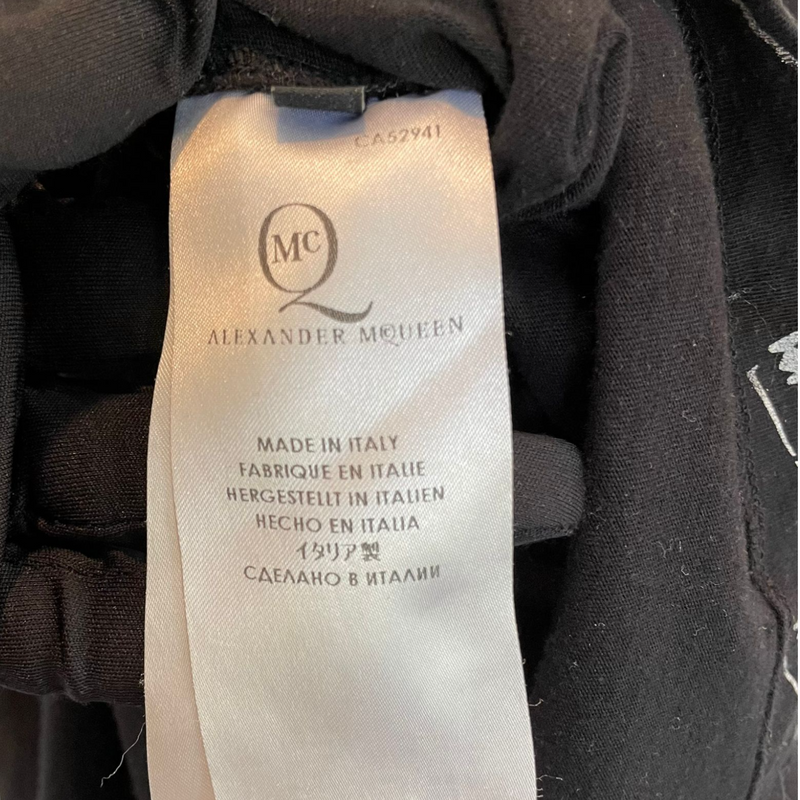 CA52941
McQ
ALEXANDER MCQUEEN
MADE IN ITALY
FABRIQUE EN ITALIE
HERGESTELLT IN ITALIEN
HECHO EN ITALIA
イタリア製
СДЕЛАНО В ИТАЛИИ